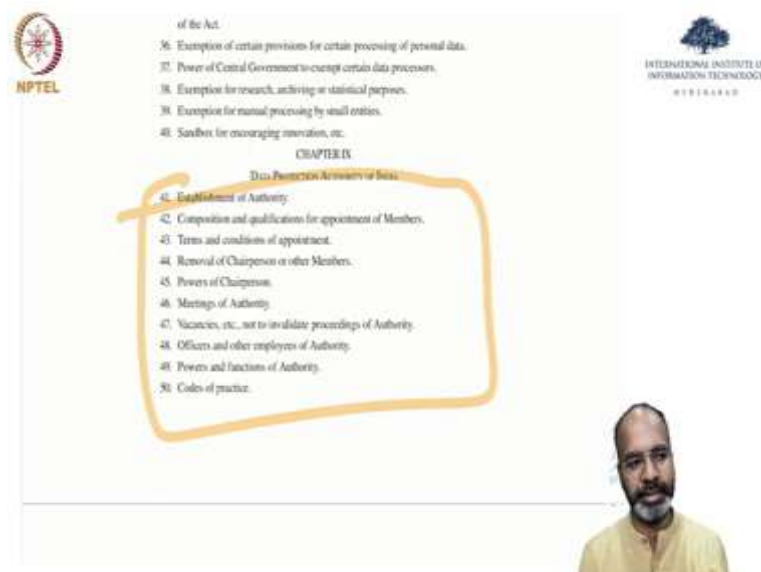 of the Act.
NPTEL
36. Exemption of certain provisions for certain processing of personal data.
37. Power of Central Government to exempt certain data processors.
38. Exemption for research, archiving or statistical purposes.
39. Exemption for manual processing by small entities.
40. Sandbox for encouraging innovation, etc.
INTERNATIONAL INSTITUTE O
INFORMATION TECHNOLOGY
HYDERABAD
CHAPTER IX
DATA PROTECTION AUTHORITY OF INDIA
41. Establishment of Authority.
42. Composition and qualifications for appointment of Members.
43. Terms and conditions of appointment.
44. Removal of Chairperson or other Members.
45. Powers of Chairperson.
46. Meetings of Authority.
47. Vacancies, etc., not to invalidate proceedings of Authority.
48. Officers and other employees of Authority.
49. Powers and functions of Authority.
50. Codes of practice.